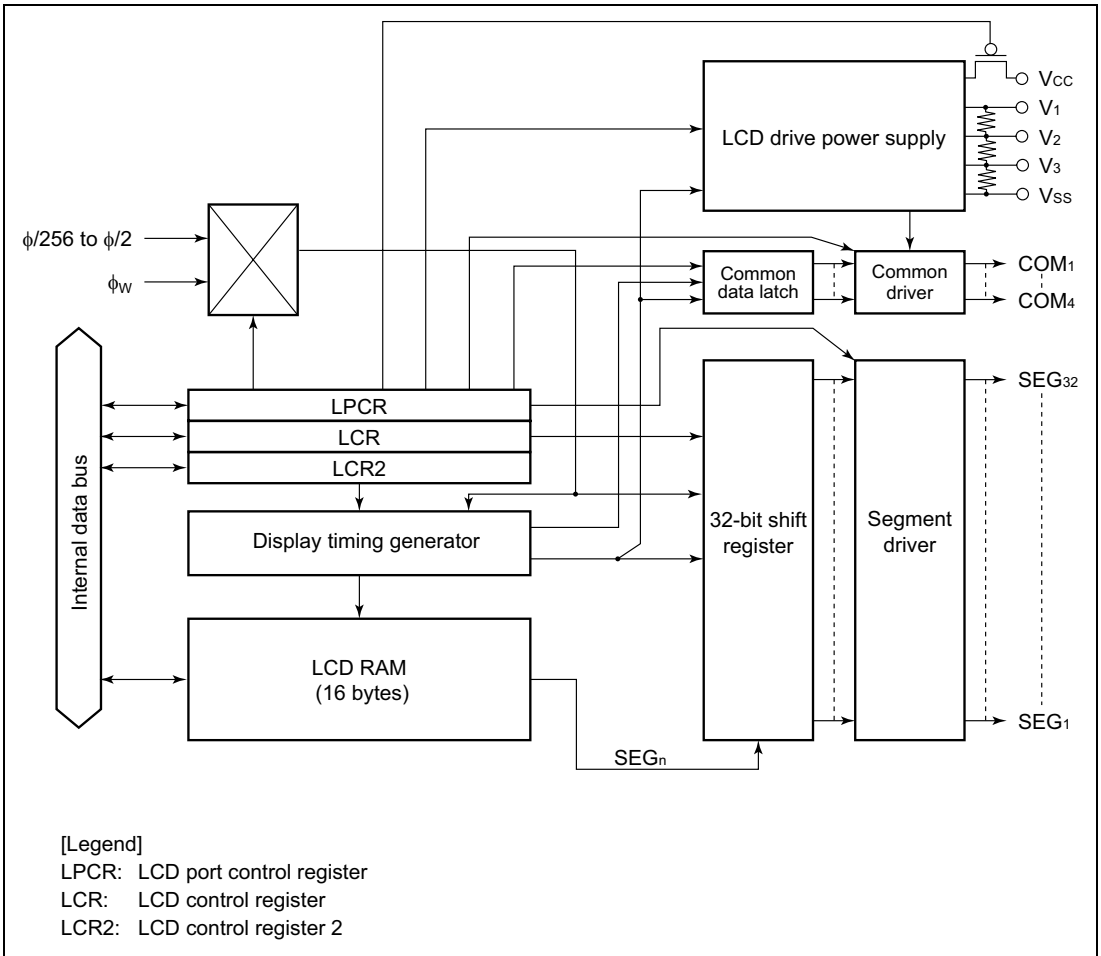 VCC
V1
LCD drive power supply
V2
V3
VSS
ϕ/256 to ϕ/2
ϕW
Common
data latch
Common
driver
COM1
COM4
Internal data bus
LPCR
LCR
LCR2
Display timing generator
LCD RAM
(16 bytes)
SEGn
32-bit shift
register
Segment
driver
SEG32
SEG1
[Legend]
LPCR: LCD port control register
LCR: LCD control register
LCR2: LCD control register 2